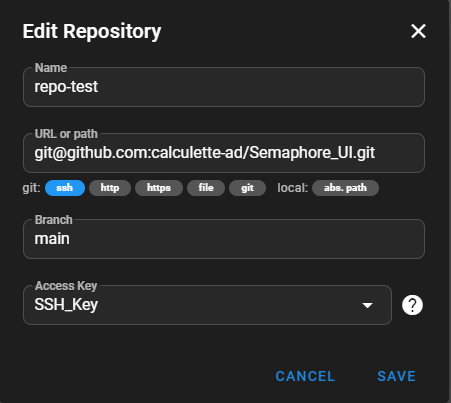 Edit Repository
Name
repo-test
URL or path
git@github.com:calculette-ad/Semaphore_UI.git
git: ssh http https file git local: abs. path
Branch
main
Access Key
SSH_Key
CANCEL SAVE